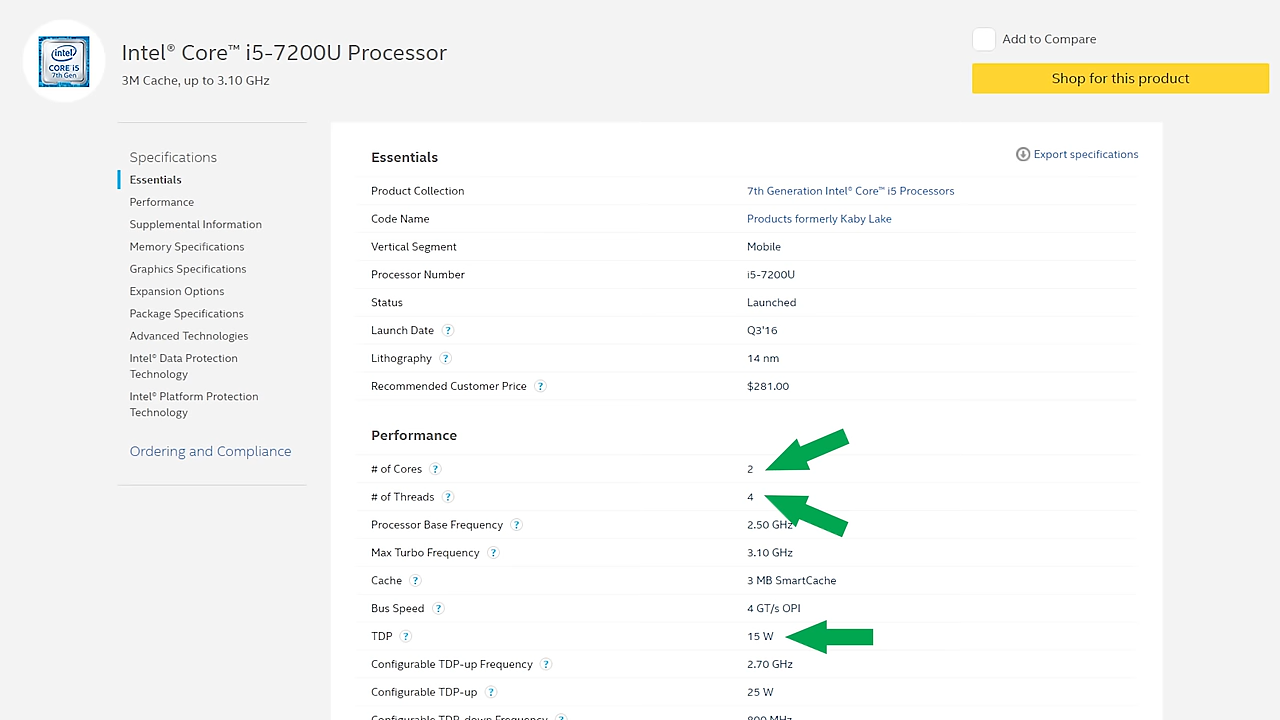 intel
CORE i5
7th Gen
Intel® Core™ i5-7200U Processor
3M Cache, up to 3.10 GHz
Add to Compare
Shop for this product
Specifications
Essentials
Performance
Supplemental Information
Memory Specifications
Graphics Specifications
Expansion Options
Package Specifications
Advanced Technologies
Intel® Data Protection
Technology
Intel® Platform Protection
Technology
Ordering and Compliance
Essentials
Export specifications
Product Collection 7th Generation Intel® Core™ i5 Processors
Code Name Products formerly Kaby Lake
Vertical Segment Mobile
Processor Number i5-7200U
Status Launched
Launch Date ? Q3'16
Lithography ? 14 nm
Recommended Customer Price ? $281.00
Performance
# of Cores ? 2
# of Threads ? 4
Processor Base Frequency ? 2.50 GHz
Max Turbo Frequency ? 3.10 GHz
Cache ? 3 MB SmartCache
Bus Speed ? 4 GT/s OPI
TDP ? 15 W
Configurable TDP-up Frequency ? 2.70 GHz
Configurable TDP-up ? 25 W
Configurable TDP-down Frequency ? 800 MHz